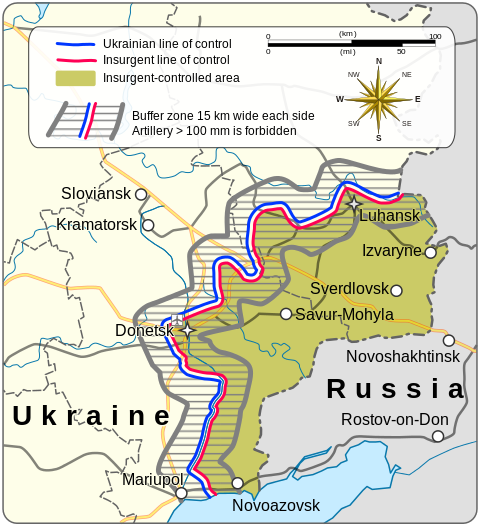 Ukrainian line of control
Insurgent line of control
Insurgent-controlled area
Buffer zone 15 km wide each side
Artillery > 100 mm is forbidden
(km)
0 100
0 50
(mi)
N
NW NE
W E
SW SE
S
Sloviansk
Kramatorsk
Luhansk
Izvaryne
Sverdlovsk
Savur-Mohyla
Donetsk
Novoshakhtinsk
Russia
Ukraine
Rostov-on-Don
Mariupol
Novoazovsk